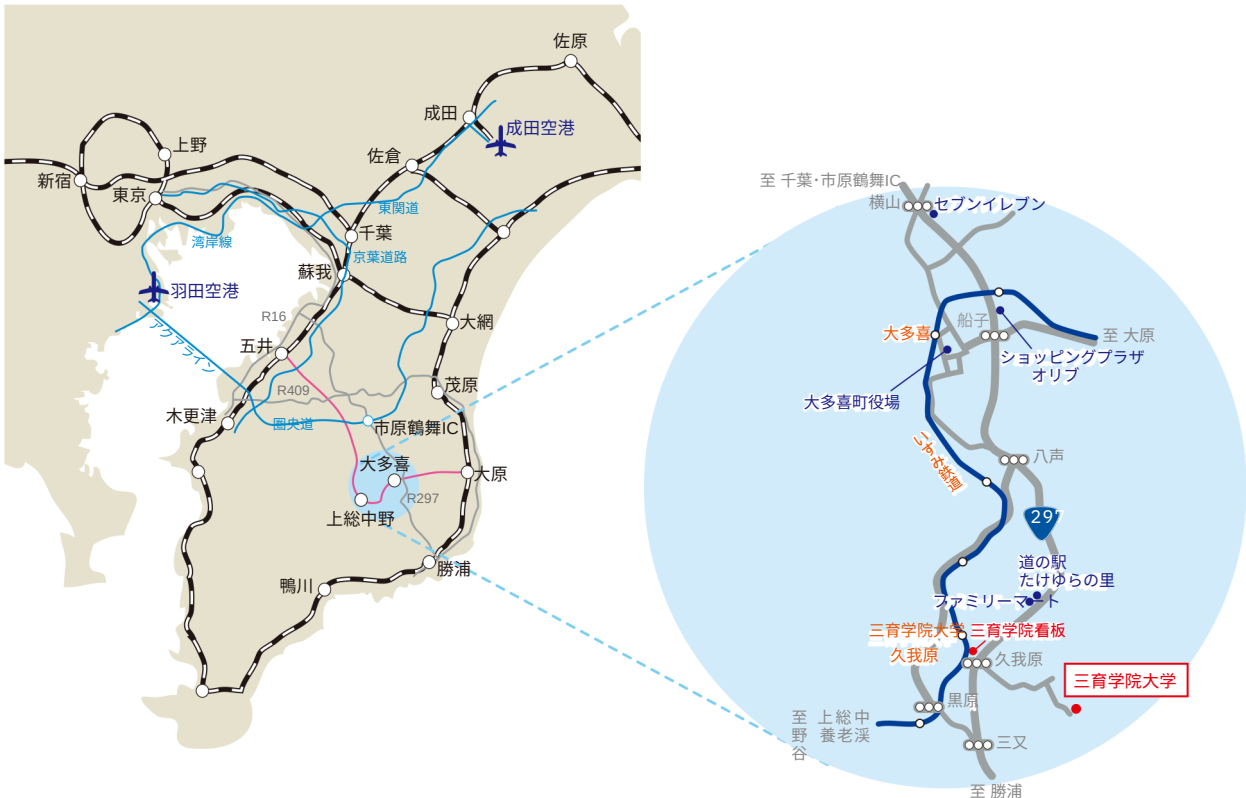 佐原
成田
成田空港
上野
佐倉
新宿
東京
東関道
湾岸線
千葉
京葉道路
蘇我
羽田空港
R16
アクアライン
大網
五井
R409
茂原
木更津
圏央道
市原鶴舞IC
大多喜
大原
R297
上総中野
勝浦
鴨川
至 千葉・市原鶴舞IC
横山
セブンイレブン
船子
大多喜
至 大原
ショッピングプラザ
オリブ
大多喜町役場
いすみ鉄道
八声
297
道の駅
たけゆらの里
ファミリーマート
三育学院大学
久我原
三育学院看板
久我原
三育学院大学
黒原
至 上総中
野 養老渓
谷
三又
至 勝浦